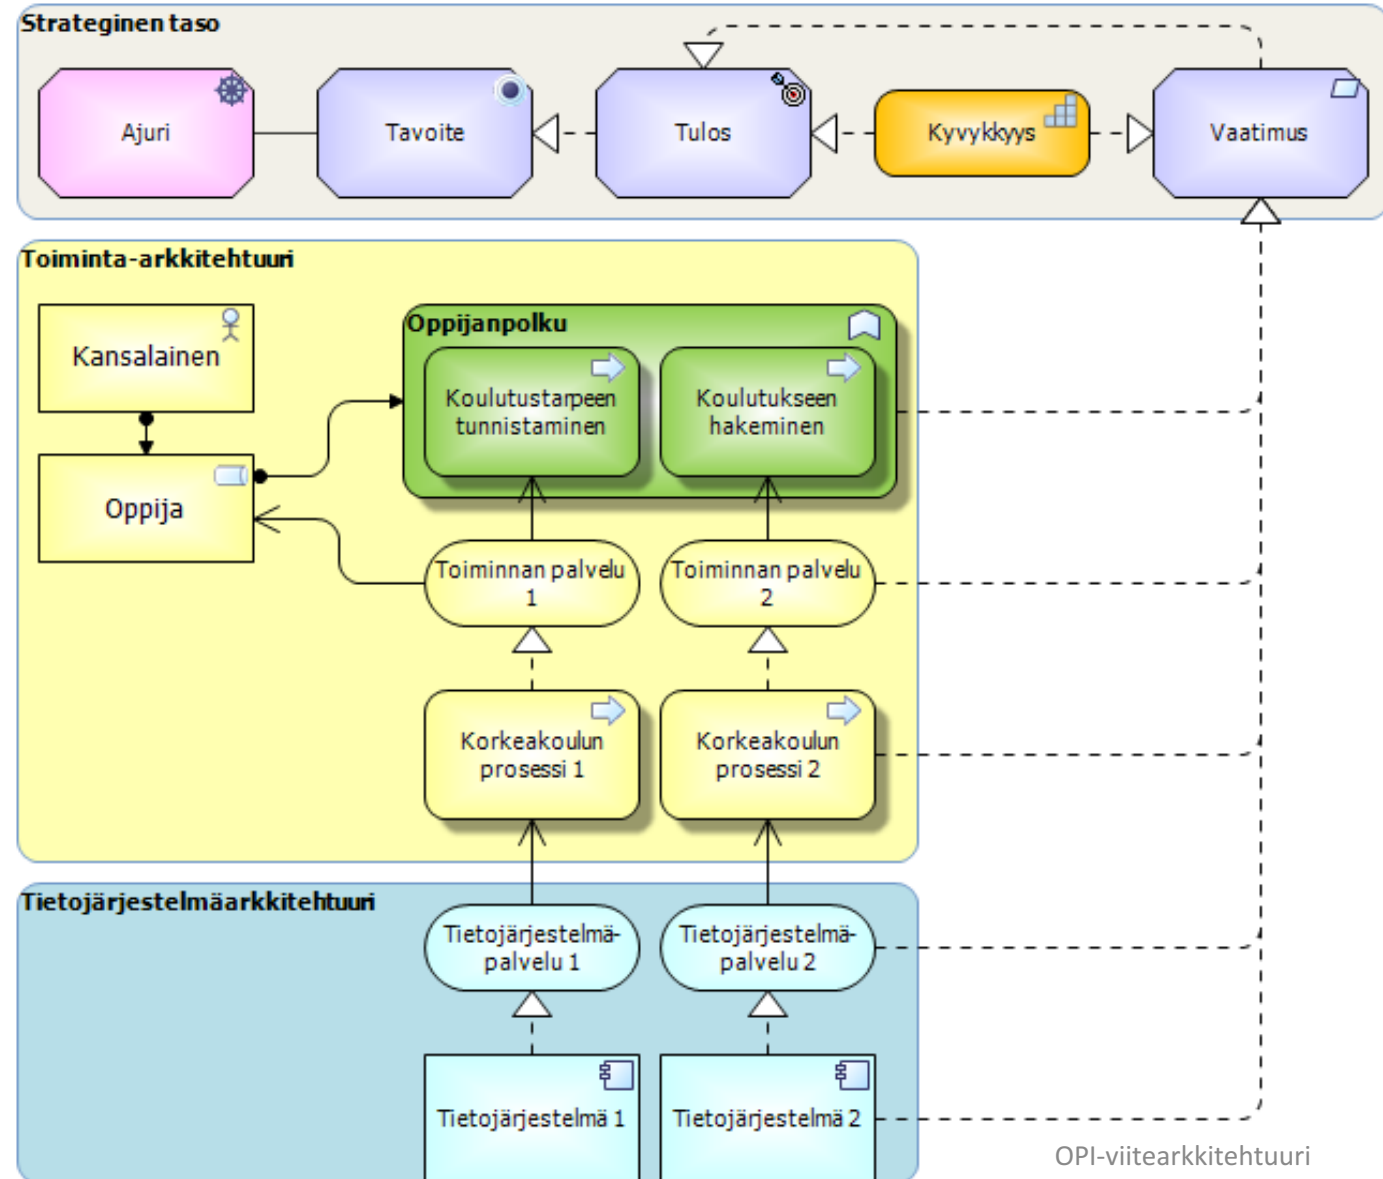 Strateginen taso
Ajuri
Tavoite
Tulos
Kyvykkyys
Vaatimus
Toiminta-arkkitehtuuri
Kansalainen
Oppija
Oppijanpolku
Koulutustarpeen
tunnistaminen
Koulutukseen
hakeminen
Toiminnan palvelu
1
Toiminnan palvelu
2
Korkeakoulun
prosessi 1
Korkeakoulun
prosessi 2
Tietojärjestelmäarkkitehtuuri
Tietojärjestelmä-
palvelu 1
Tietojärjestelmä-
palvelu 2
Tietojärjestelmä 1
Tietojärjestelmä 2
OPI-viitearkkitehtuuri